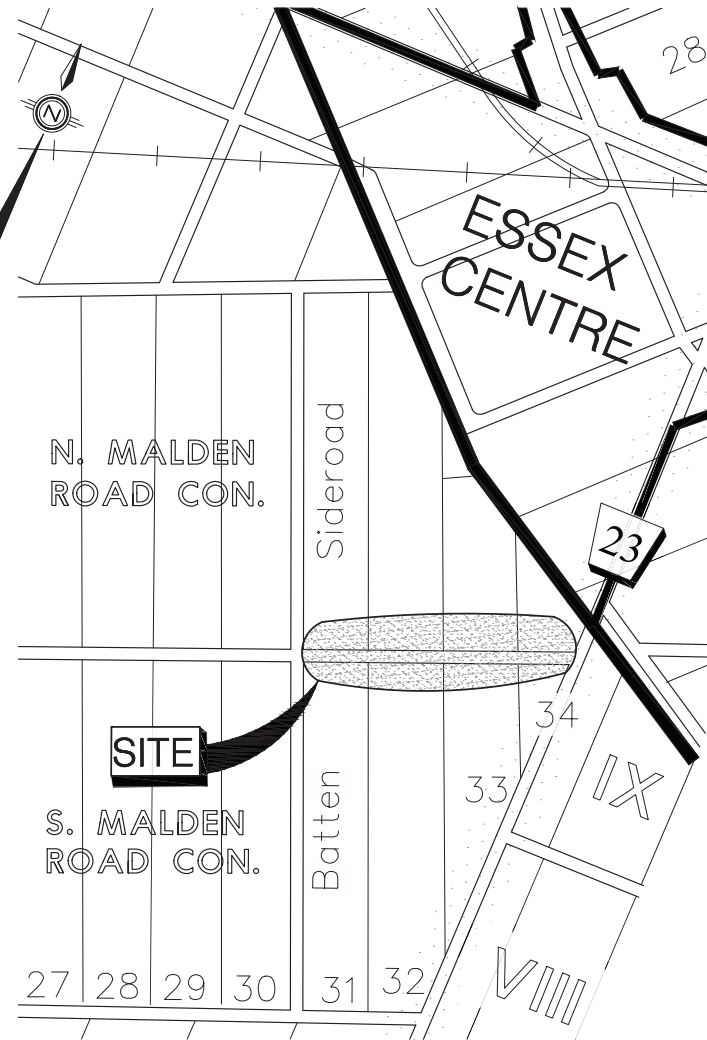 28
N
ESSEX
CENTRE
N. MALDEN
ROAD CON.
Sideroad
23
34
SITE
IX
33
S. MALDEN
ROAD CON.
Batten
VIII
27 28 29 30 31 32